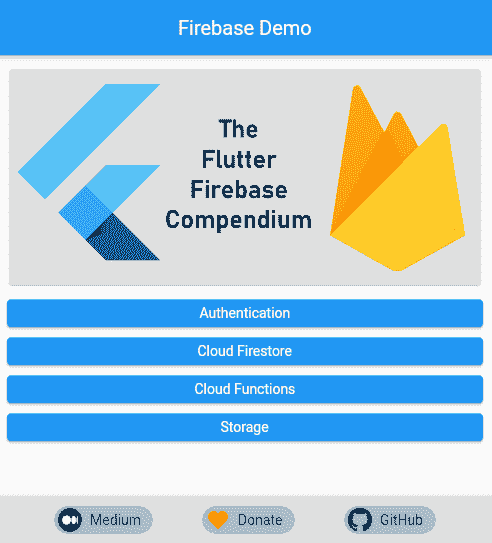 Firebase Demo
The
Flutter
Firebase
Compendium
Authentication
Cloud Firestore
Cloud Functions
Storage
Medium
Donate
GitHub